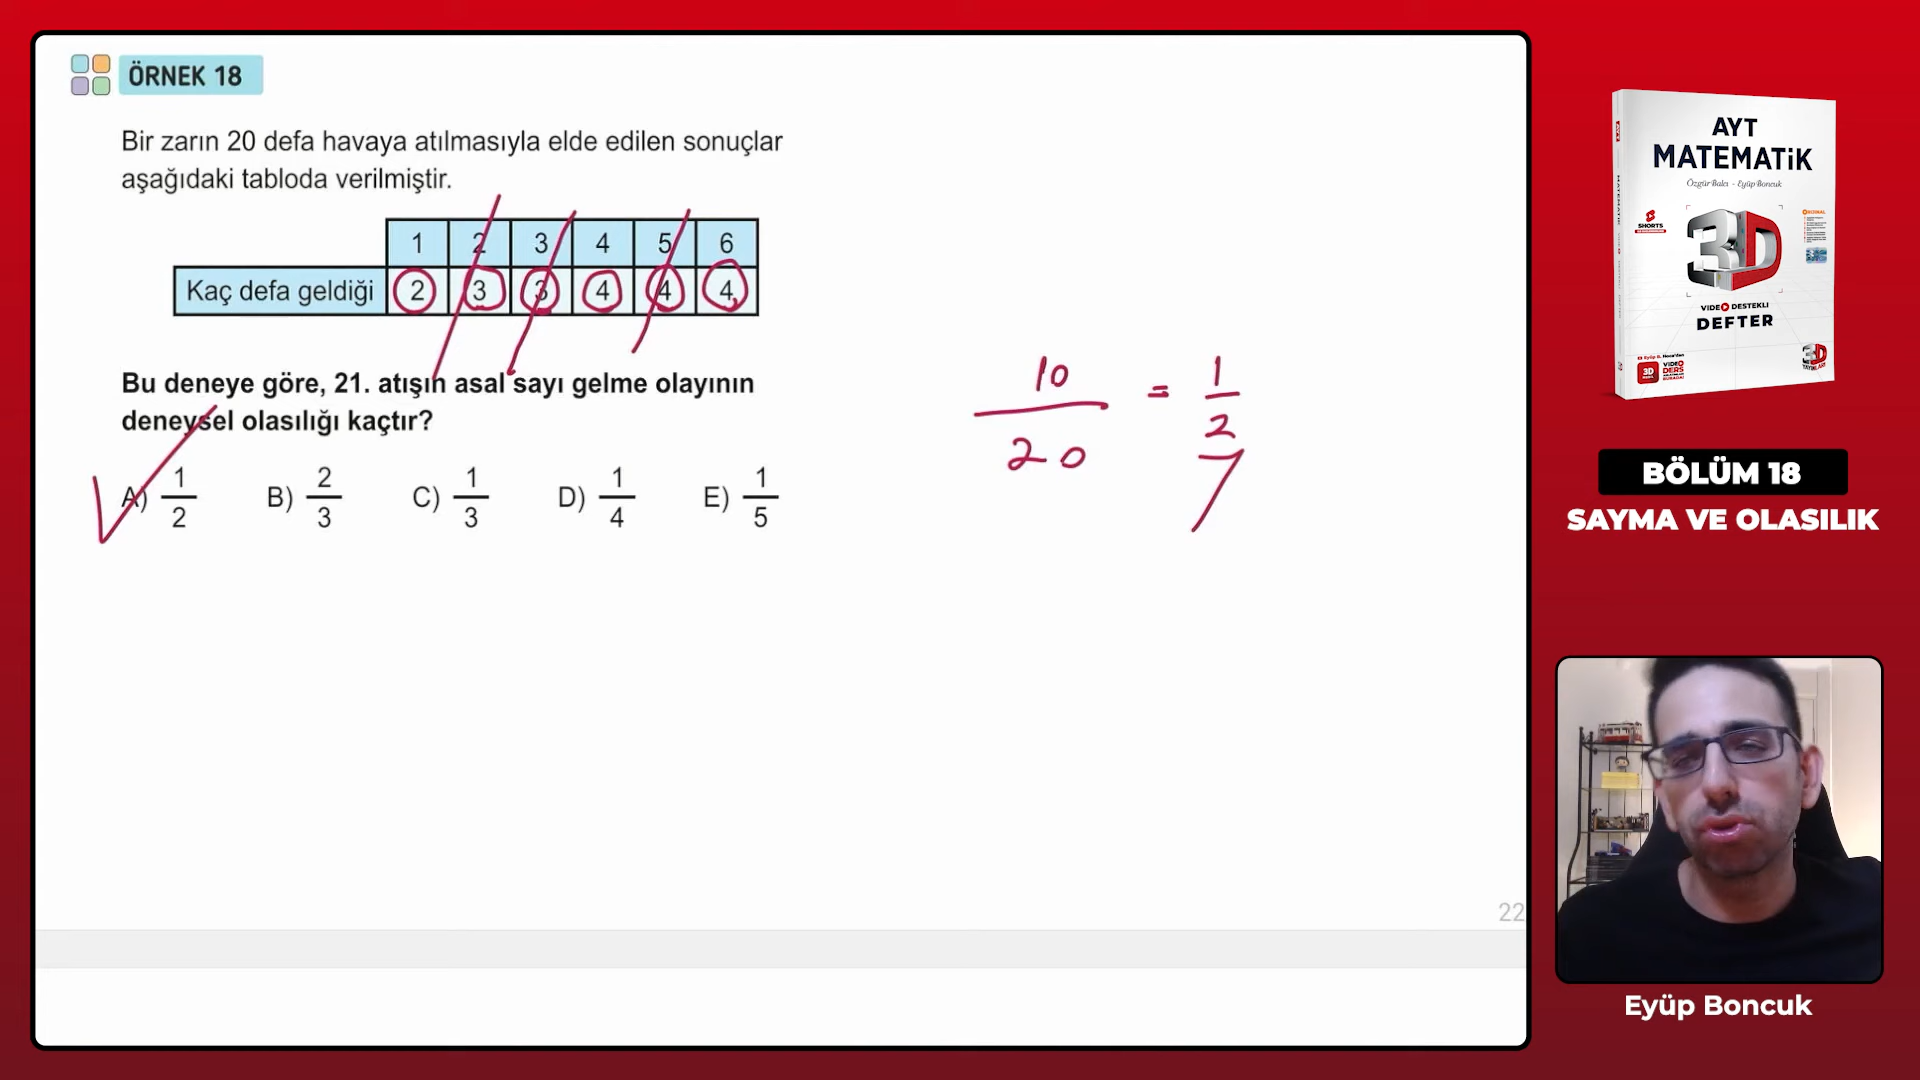 ÖRNEK 18
Bir zarın 20 defa havaya atılmasıyla elde edilen sonuçlar
aşağıdaki tabloda verilmiştir.
1 2 3 4 5 6
Kaç defa geldiği 2 3 3 4 4 4
Bu deneye göre, 21. atışın asal sayı gelme olayının
deneysel olasılığı kaçtır?
A) 1/2 B) 2/3 C) 1/3 D) 1/4 E) 1/5
10/20 = 1/2
22
AYT
MATEMATiK
Özgür Balcı - Eyüp Boncuk
SHORTS
3D
VIDEO DESTEKLI
DEFTER
BÖLÜM 18
SAYMA VE OLASILIK
Eyüp Boncuk